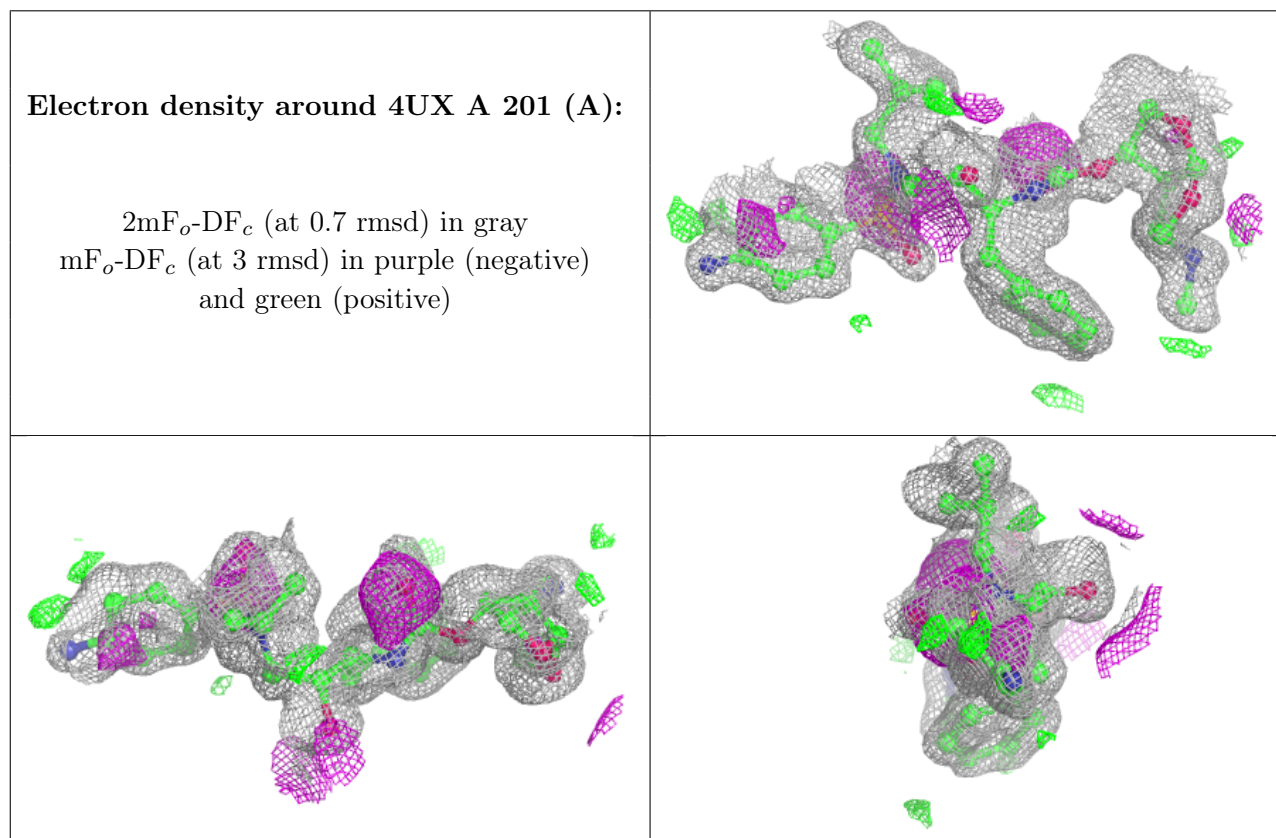 Electron density around 4UX A 201 (A):
2mFo-DFc (at 0.7 rmsd) in gray
mFo-DFc (at 3 rmsd) in purple (negative)
and green (positive)